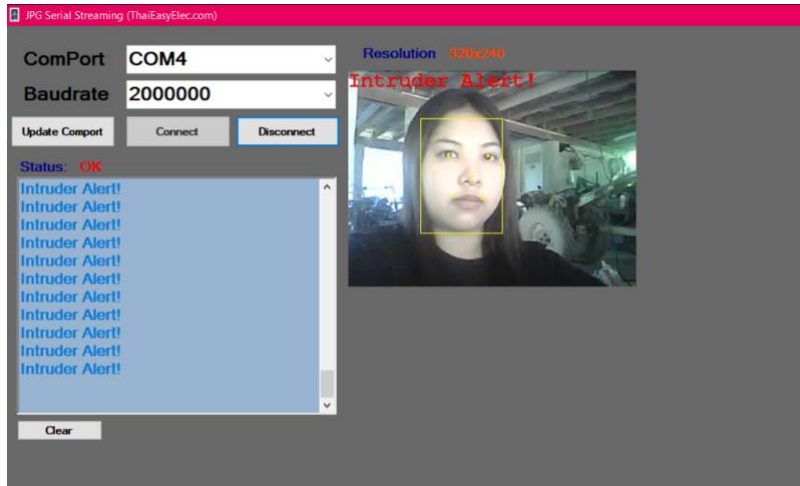 JPG Serial Streaming (ThaiEasyElec.com)
ComPort COM4
Baudrate 2000000
Update Comport Connect Disconnect
Status: OK
Intruder Alert!
Intruder Alert!
Intruder Alert!
Intruder Alert!
Intruder Alert!
Intruder Alert!
Intruder Alert!
Intruder Alert!
Intruder Alert!
Intruder Alert!
Intruder Alert!
Clear
Resolution 320x240
Intruder Alert!